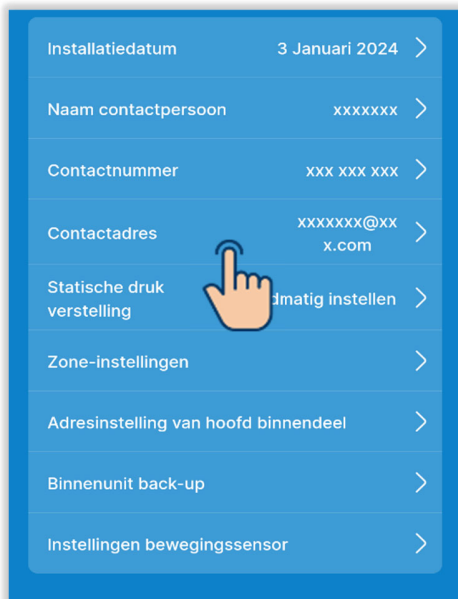 Installatiedatum 3 Januari 2024
Naam contactpersoon xxxxxxx
Contactnummer xxx xxx xxx
Contactadres xxxxxxx@xx
x.com
Statische druk
verstelling instellen
Zone-instellingen
Adresinstelling van hoofd binnendeel
Binnenunit back-up
Instellingen bewegingssensor